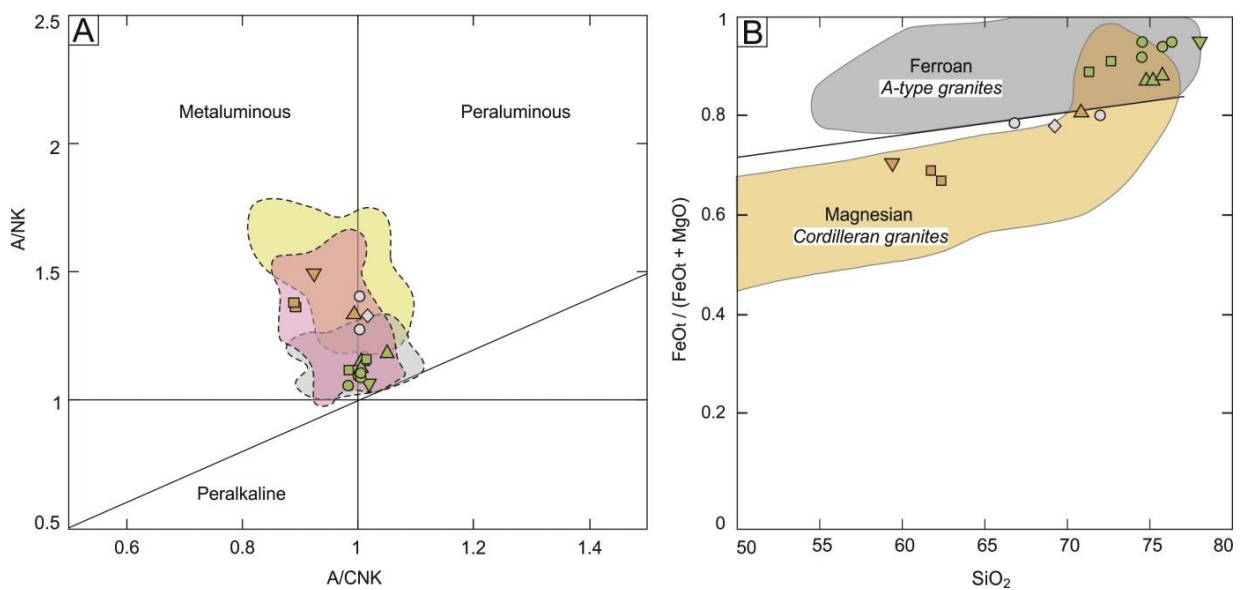 A
2.5
2
1.5
1
0.5
A/NK
Metaluminous
Peraluminous
Peralkaline
0.6
0.8
1
1.2
1.4
A/CNK
B
1
0.8
0.6
0.4
0.2
0
FeOt / (FeOt + MgO)
Ferroan
A-type granites
Magnesian
Cordilleran granites
50
55
60
65
70
75
80
SiO₂